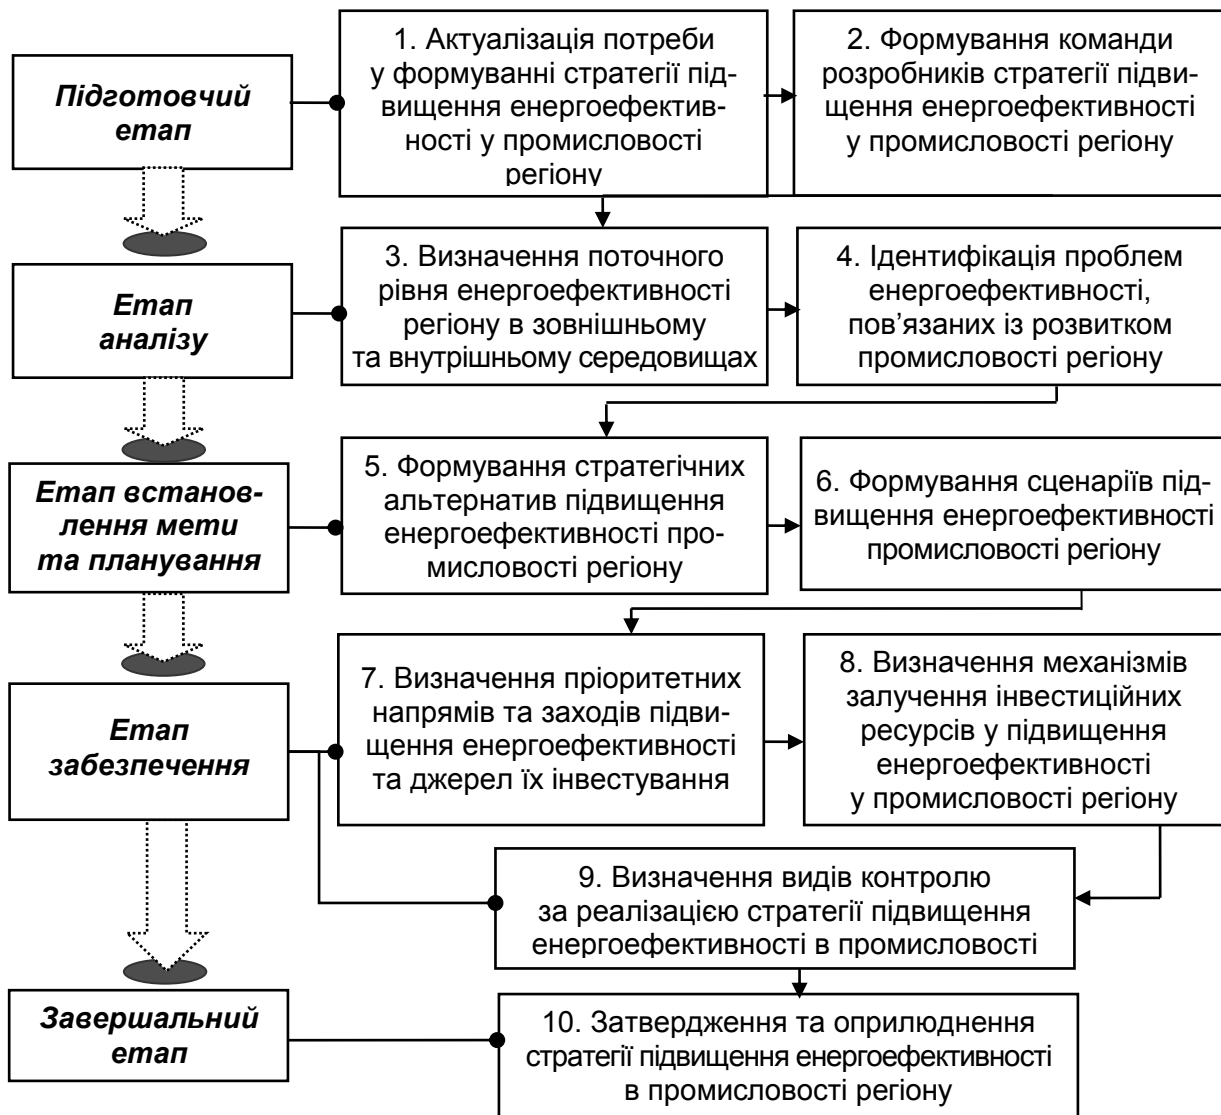 Підготовчий
етап
1. Актуалізація потреби
у формуванні стратегії під-
вищення енергоефектив-
ності у промисловості
регіону
2. Формування команди
розробників стратегії підви-
щення енергоефективності
у промисловості регіону
Етап
аналізу
3. Визначення поточного
рівня енергоефективності
регіону в зовнішньому
та внутрішньому середовищах
4. Ідентифікація проблем
енергоефективності,
пов’язаних із розвитком
промисловості регіону
Етап встанов-
лення мети
та планування
5. Формування стратегічних
альтернатив підвищення
енергоефективності про-
мисловості регіону
6. Формування сценаріїв під-
вищення енергоефективності
промисловості регіону
Етап
забезпечення
7. Визначення пріоритетних
напрямів та заходів підви-
щення енергоефективності
та джерел їх інвестування
8. Визначення механізмів
залучення інвестиційних
ресурсів у підвищення
енергоефективності
у промисловості регіону
9. Визначення видів контролю
за реалізацією стратегії підвищення
енергоефективності в промисловості
Завершальний
етап
10. Затвердження та оприлюднення
стратегії підвищення енергоефективності
в промисловості регіону